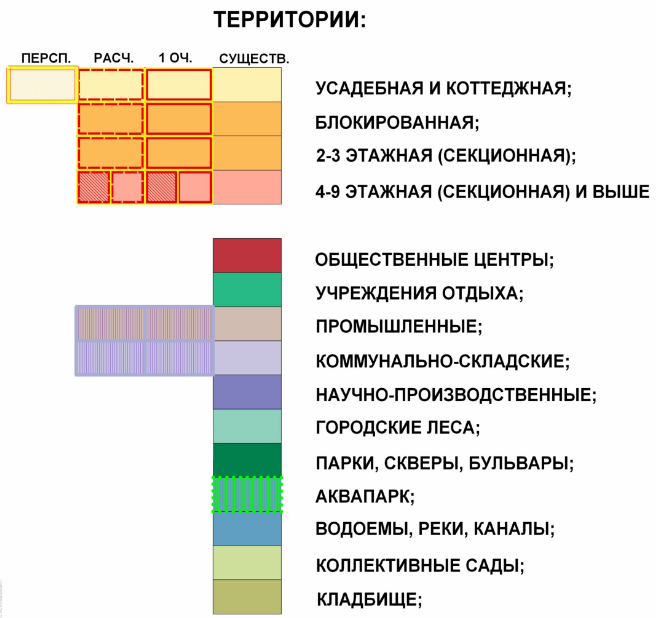 ТЕРРИТОРИИ:
ПЕРСП. РАСЧ. 1 ОЧ. СУЩЕСТВ.
УСАДЕБНАЯ И КОТТЕДЖНАЯ;
БЛОКИРОВАННАЯ;
2-3 ЭТАЖНАЯ (СЕКЦИОННАЯ);
4-9 ЭТАЖНАЯ (СЕКЦИОННАЯ) И ВЫШЕ
ОБЩЕСТВЕННЫЕ ЦЕНТРЫ;
УЧРЕЖДЕНИЯ ОТДЫХА;
ПРОМЫШЛЕННЫЕ;
КОММУНАЛЬНО-СКЛАДСКИЕ;
НАУЧНО-ПРОИЗВОДСТВЕННЫЕ;
ГОРОДСКИЕ ЛЕСА;
ПАРКИ, СКВЕРЫ, БУЛЬВАРЫ;
АКВАПАРК;
ВОДОЕМЫ, РЕКИ, КАНАЛЫ;
КОЛЛЕКТИВНЫЕ САДЫ;
КЛАДБИЩЕ;